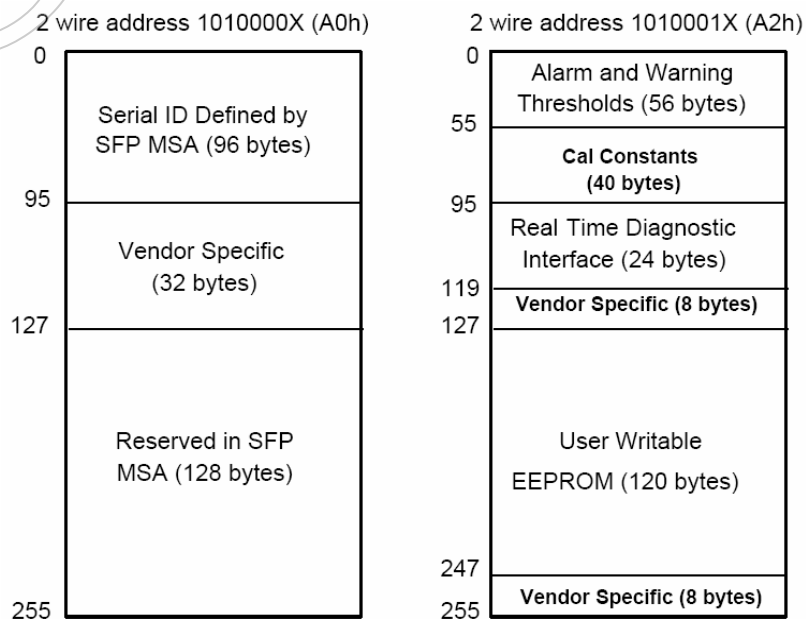 2 wire address 1010000X (A0h)
0
Serial ID Defined by
SFP MSA (96 bytes)
95
Vendor Specific
(32 bytes)
127
Reserved in SFP
MSA (128 bytes)
255
2 wire address 1010001X (A2h)
0
Alarm and Warning
Thresholds (56 bytes)
55
Cal Constants
(40 bytes)
95
Real Time Diagnostic
Interface (24 bytes)
119
Vendor Specific (8 bytes)
127
User Writable
EEPROM (120 bytes)
247
Vendor Specific (8 bytes)
255